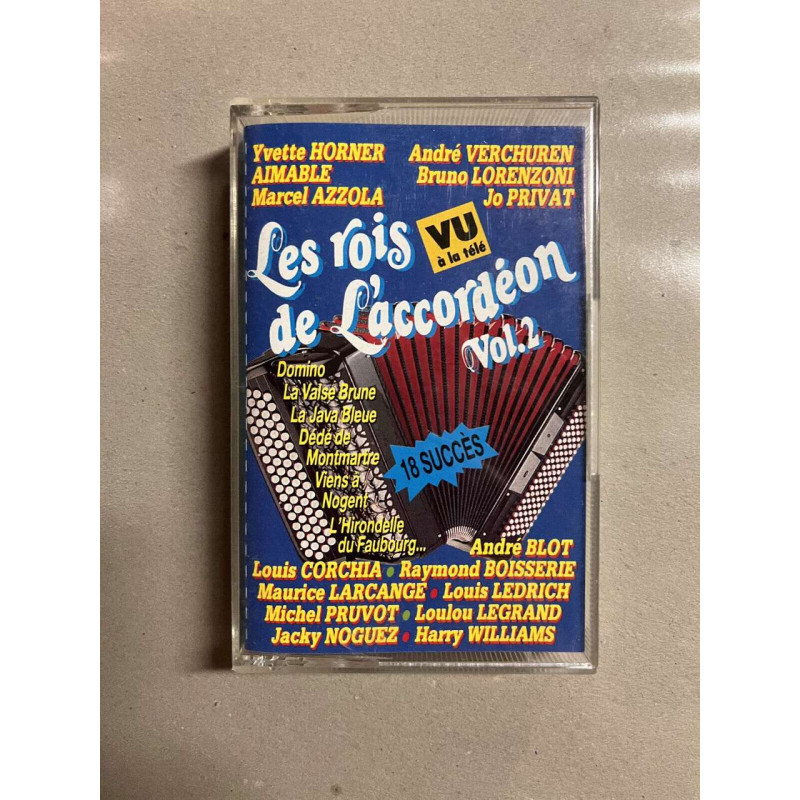 Yvette HORNER André VERCHUREN
AIMABLE Bruno LORENZONI
Marcel AZZOLA Jo PRIVAT
VU
à la télé
Les rois
de L'accordéon
Vol.2
Domino
La Valse Brune
La Java Bleue
Dédé de
Montmartre
Viens à
Nogent
L'Hirondelle
du Faubourg...
18 SUCCÈS
André BLOT
Louis CORCHIA • Raymond BOISSERIE
Maurice LARCANGE • Louis LEDRICH
Michel PRUVOT • Loulou LEGRAND
Jacky NOGUEZ • Harry WILLIAMS